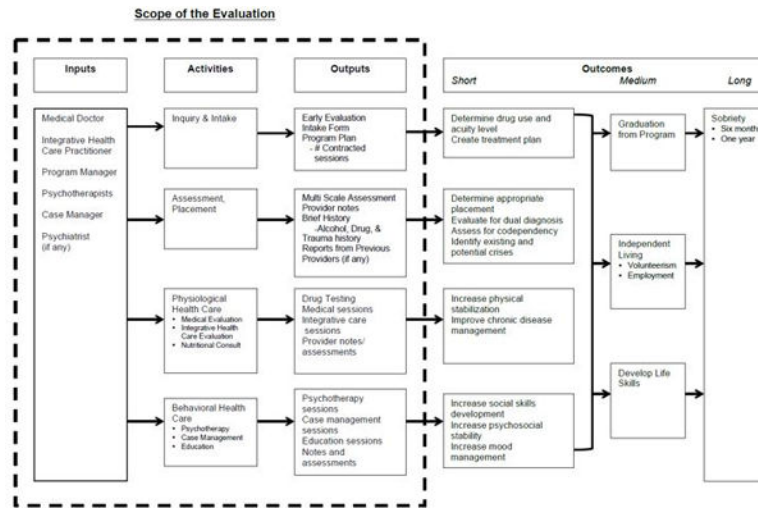 Scope of the Evaluation
Inputs
Activities
Outputs
Outcomes
Short
Medium
Long
Medical Doctor
Integrative Health
Care Practitioner
Program Manager
Psychotherapists
Case Manager
Psychiatrist
(if any)
Inquiry & Intake
Early Evaluation
Intake Form
Program Plan
- # Contracted
sessions
Determine drug use and
acuity level
Create treatment plan
Graduation
from Program
Sobriety
• Six month
• One year
Assessment,
Placement
Multi Scale Assessment
Provider notes
Brief History
-Alcohol, Drug, &
Trauma history
Reports from Previous
Providers (if any)
Determine appropriate
placement
Evaluate for dual diagnosis
Assess for codependency
Identify existing and
potential crises
Independent
Living
• Volunteerism
• Employment
Physiological
Health Care
• Medical Evaluation
• Integrative Health
Care Evaluation
• Nutritional Consult
Drug Testing
Medical sessions
Integrative care
sessions
Provider notes/
assessments
Increase physical
stabilization
Improve chronic disease
management
Develop Life
Skills
Behavioral Health
Care
• Psychotherapy
• Case Management
• Education
Psychotherapy
sessions
Case management
sessions
Education sessions
Notes and
assessments
Increase social skills
development
Increase psychosocial
stability
Increase mood
management